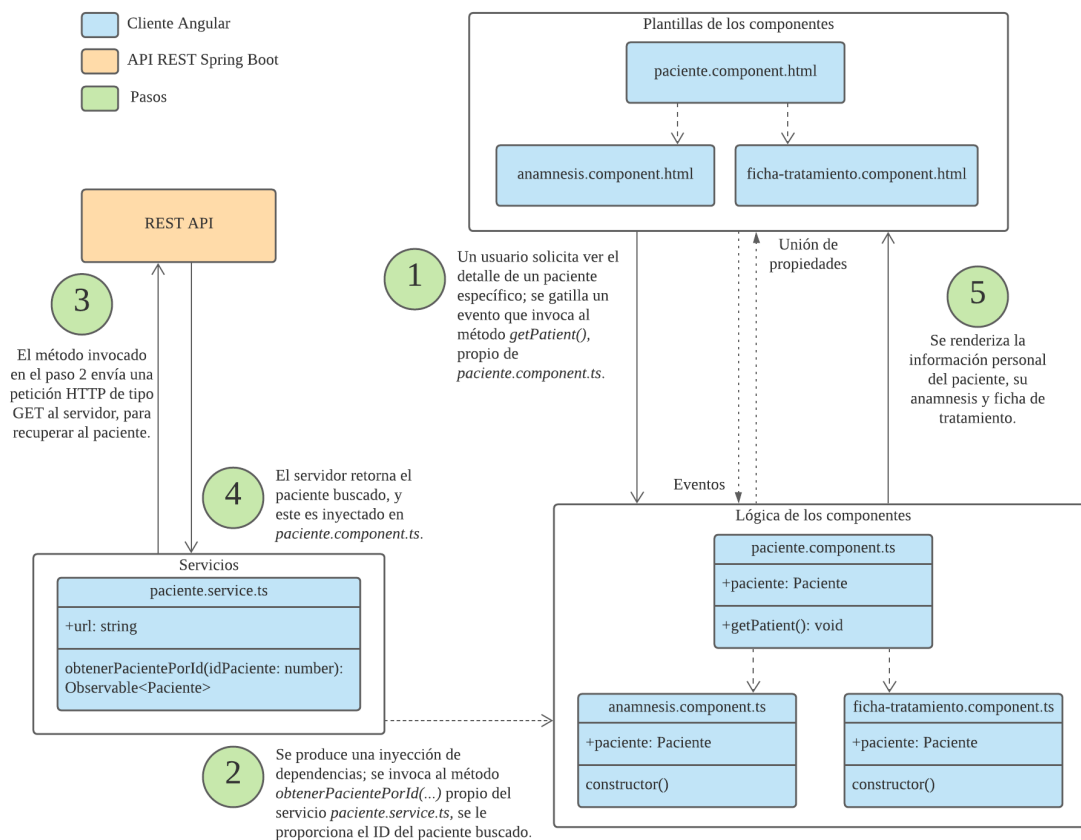 Cliente Angular
API REST Spring Boot
Pasos
Plantillas de los componentes
paciente.component.html
anamnesis.component.html
ficha-tratamiento.component.html
REST API
1
Un usuario solicita ver el
detalle de un paciente
específico; se gatilla un
evento que invoca al
método getPatient(),
propio de
paciente.component.ts.
Unión de
propiedades
5
Se renderiza la
información personal
del paciente, su
anamnesis y ficha de
tratamiento.
3
El método invocado
en el paso 2 envía una
petición HTTP de tipo
GET al servidor, para
recuperar al paciente.
4
El servidor retorna el
paciente buscado, y
este es inyectado en
paciente.component.ts.
Eventos
Servicios
paciente.service.ts
+url: string
obtenerPacientePorId(idPaciente: number):
Observable<Paciente>
Lógica de los componentes
paciente.component.ts
+paciente: Paciente
+getPatient(): void
anamnesis.component.ts
+paciente: Paciente
constructor()
ficha-tratamiento.component.ts
+paciente: Paciente
constructor()
2
Se produce una inyección de
dependencias; se invoca al método
obtenerPacientePorId(...) propio del
servicio paciente.service.ts, se le
proporciona el ID del paciente buscado.